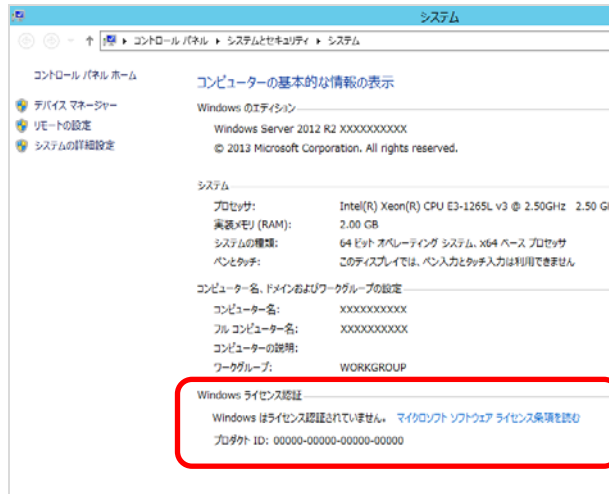 システム
コントロール パネル ▸ システムとセキュリティ ▸ システム
コントロール パネル ホーム
デバイス マネージャー
リモートの設定
システムの詳細設定
コンピューターの基本的な情報の表示
Windows のエディション
Windows Server 2012 R2 XXXXXXXXXX
© 2013 Microsoft Corporation. All rights reserved.
システム
プロセッサ: Intel(R) Xeon(R) CPU E3-1265L v3 @ 2.50GHz 2.50
実装メモリ (RAM): 2.00 GB
システムの種類: 64 ビット オペレーティング システム、x64 ベース プロセッサ
ペンとタッチ: このディスプレイでは、ペン入力とタッチ入力は利用できません
コンピューター名、ドメインおよびワークグループの設定
コンピューター名: XXXXXXXXXX
フル コンピューター名: XXXXXXXXXX
コンピューターの説明:
ワークグループ: WORKGROUP
Windows ライセンス認証
Windows はライセンス認証されていません。 マイクロソフト ソフトウェア ライセンス条項を読む
プロダクト ID: 00000-00000-00000-00000